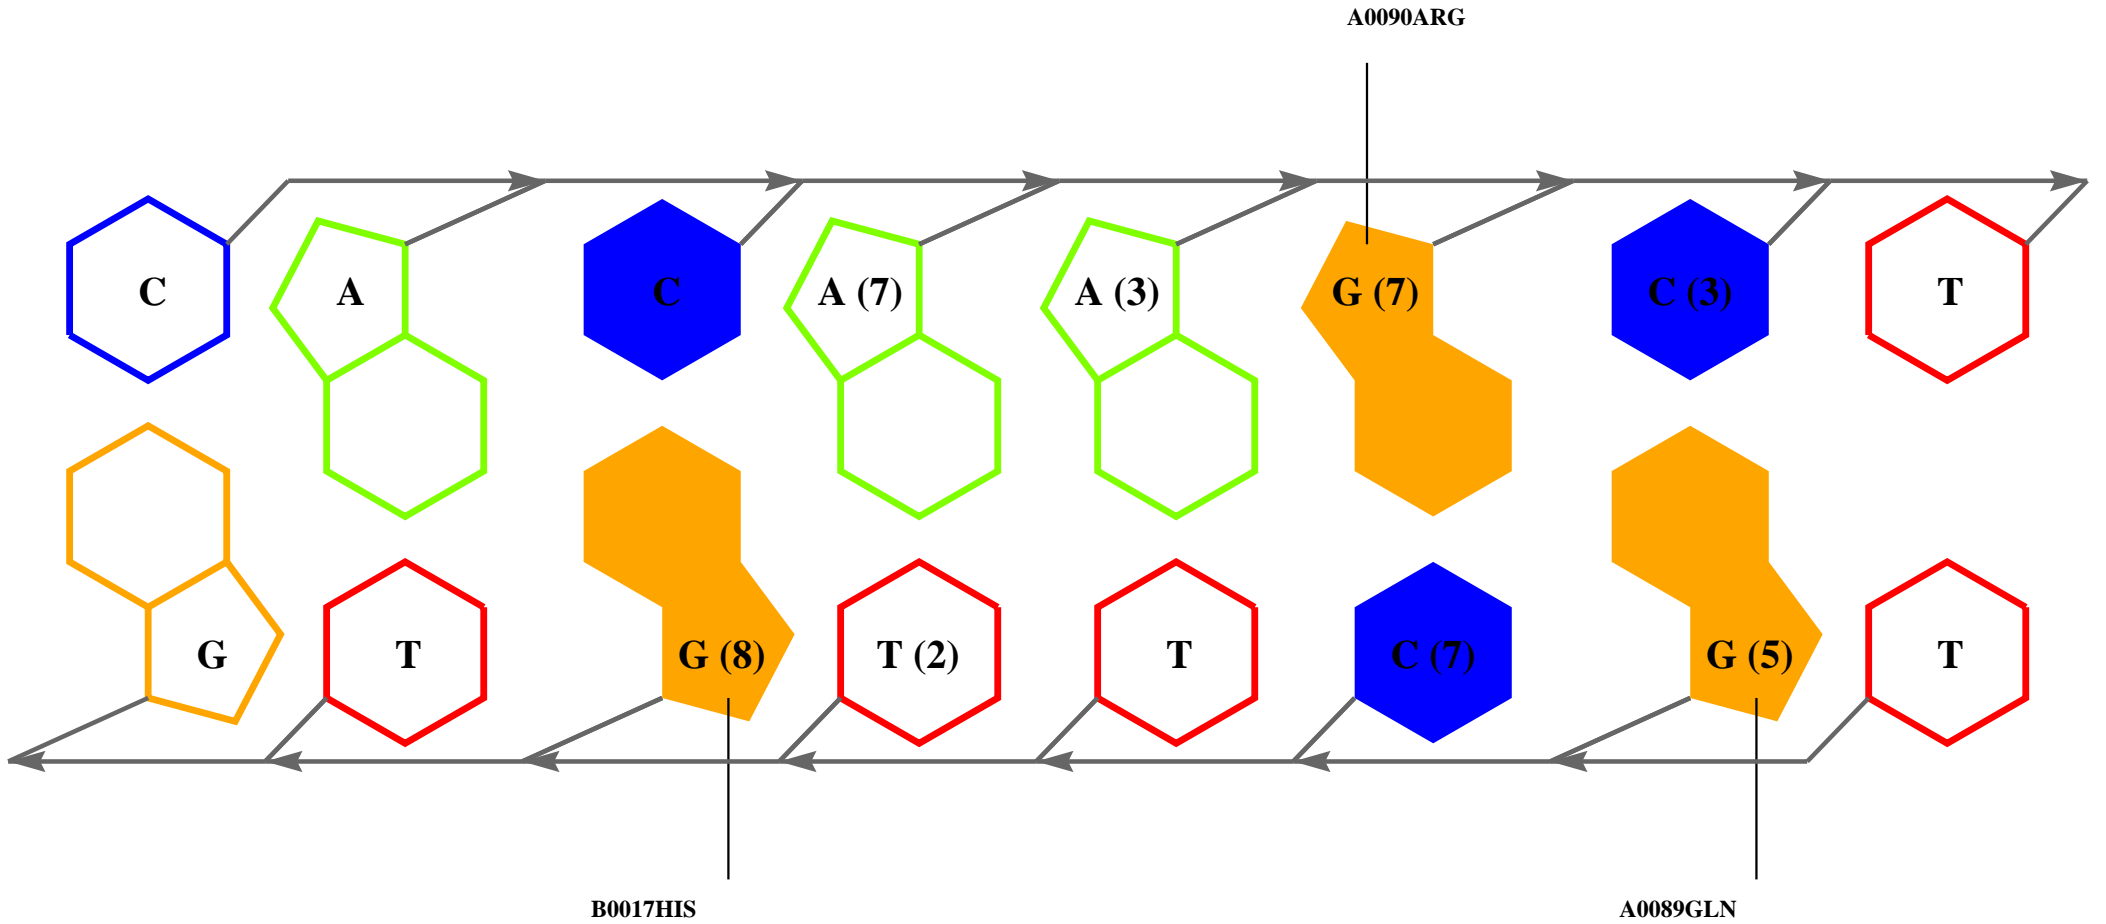 A0090ARG
C A C A (7) A (3) G (7) C (3) T
G T G (8) T (2) T C (7) G (5) T
B0017HIS A0089GLN